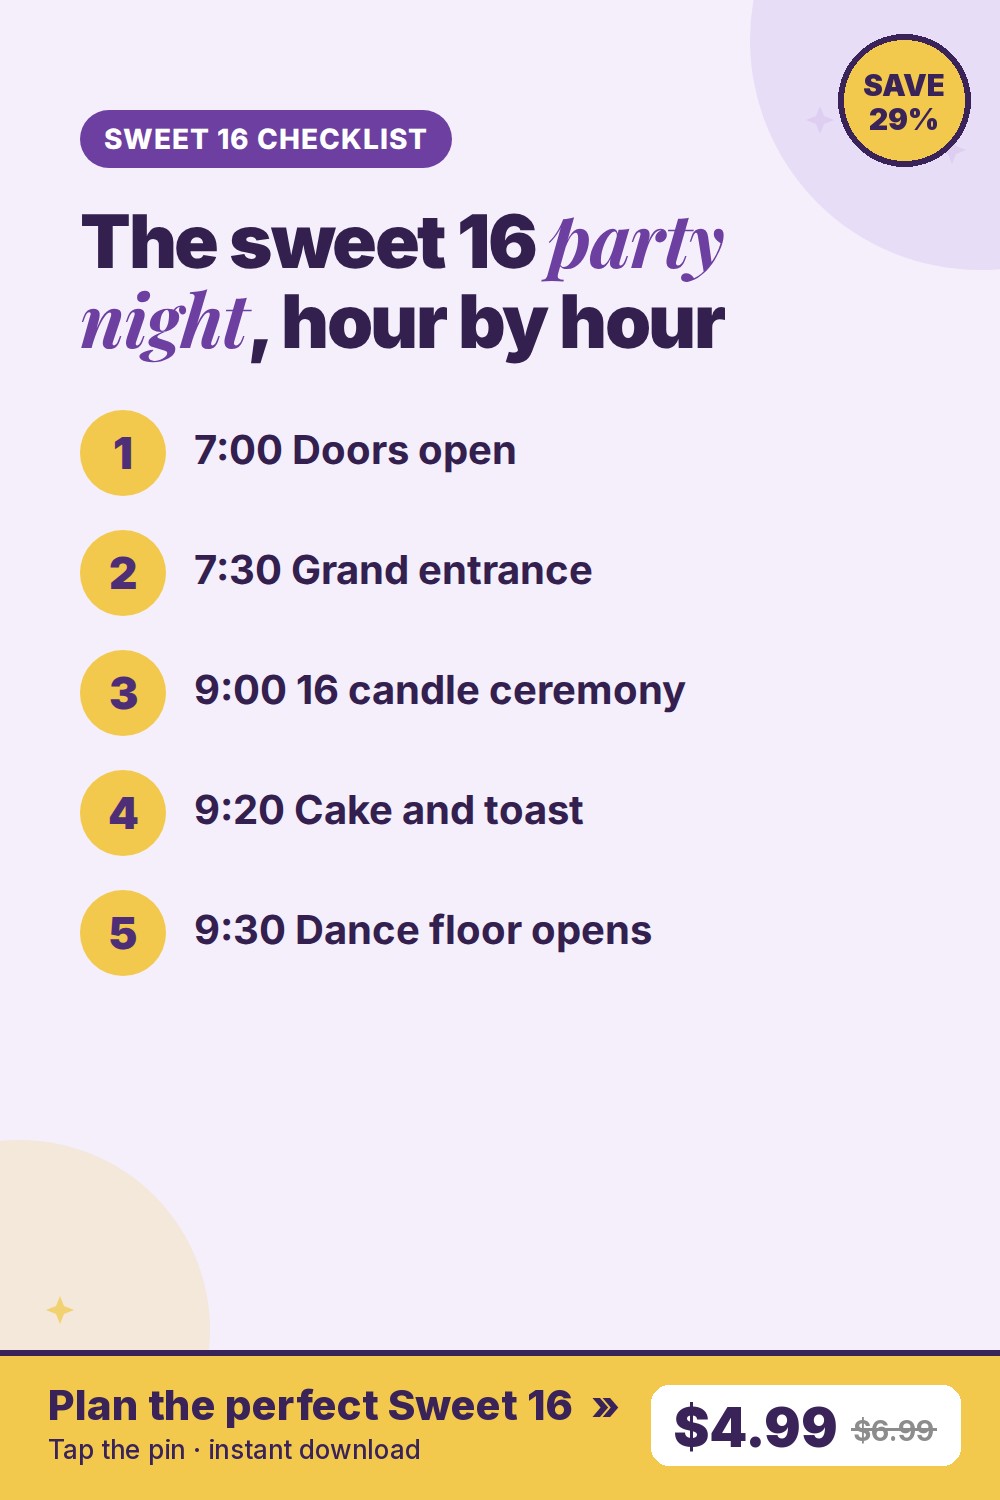 SAVE
29%
SWEET 16 CHECKLIST
The sweet 16 party
night, hour by hour
1 7:00 Doors open
2 7:30 Grand entrance
3 9:00 16 candle ceremony
4 9:20 Cake and toast
5 9:30 Dance floor opens
Plan the perfect Sweet 16 »
Tap the pin · instant download
$4.99 $6.99